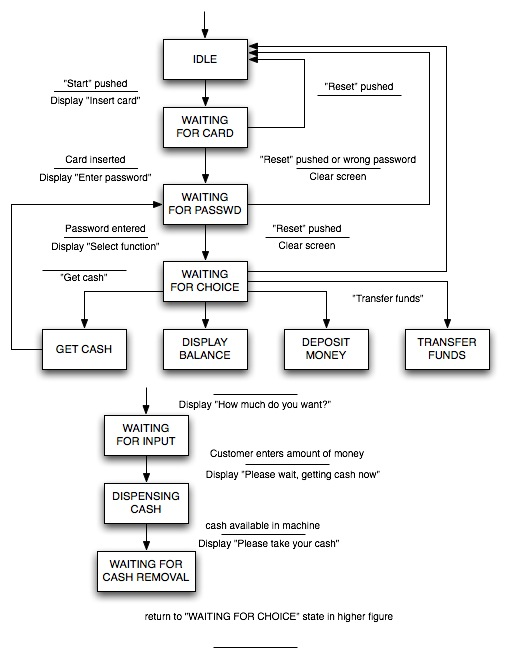 IDLE
"Start" pushed
Display "Insert card"
"Reset" pushed
WAITING
FOR CARD
Card inserted
Display "Enter password"
"Reset" pushed or wrong password
Clear screen
WAITING
FOR PASSWD
Password entered
Display "Select function"
"Reset" pushed
Clear screen
WAITING
FOR CHOICE
"Get cash"
"Transfer funds"
GET CASH
DISPLAY
BALANCE
DEPOSIT
MONEY
TRANSFER
FUNDS
Display "How much do you want?"
WAITING
FOR INPUT
Customer enters amount of money
Display "Please wait, getting cash now"
DISPENSING
CASH
cash available in machine
Display "Please take your cash"
WAITING FOR
CASH REMOVAL
return to "WAITING FOR CHOICE" state in higher figure